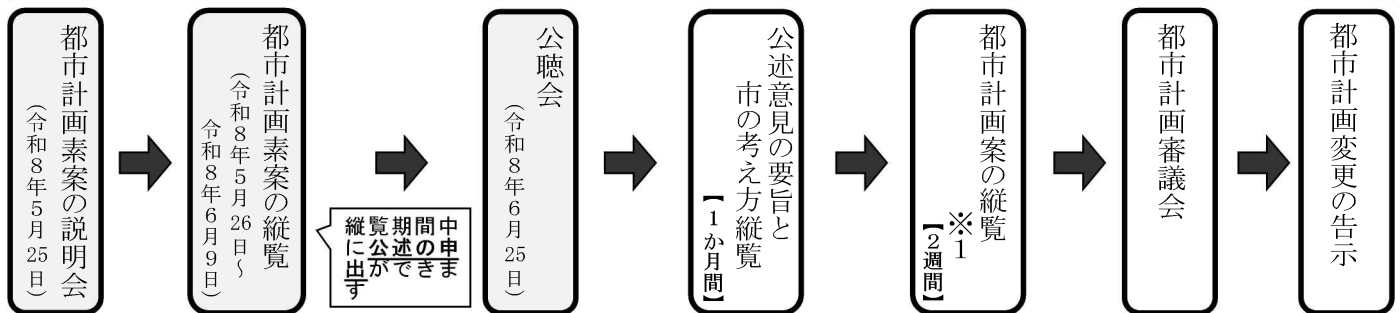 都市計画素案の説明会
（令和８年５月25日）
都市計画素案の縦覧
（令和８年５月26日～
令和８年６月９日）
縦覧期間中
に公述の申
出ができま
す
公聴会
（令和８年６月25日）
公述意見の要旨と
市の考え方縦覧
【１か月間】
都市計画案の縦覧
※１
【２週間】
都市計画審議会
都市計画変更の告示